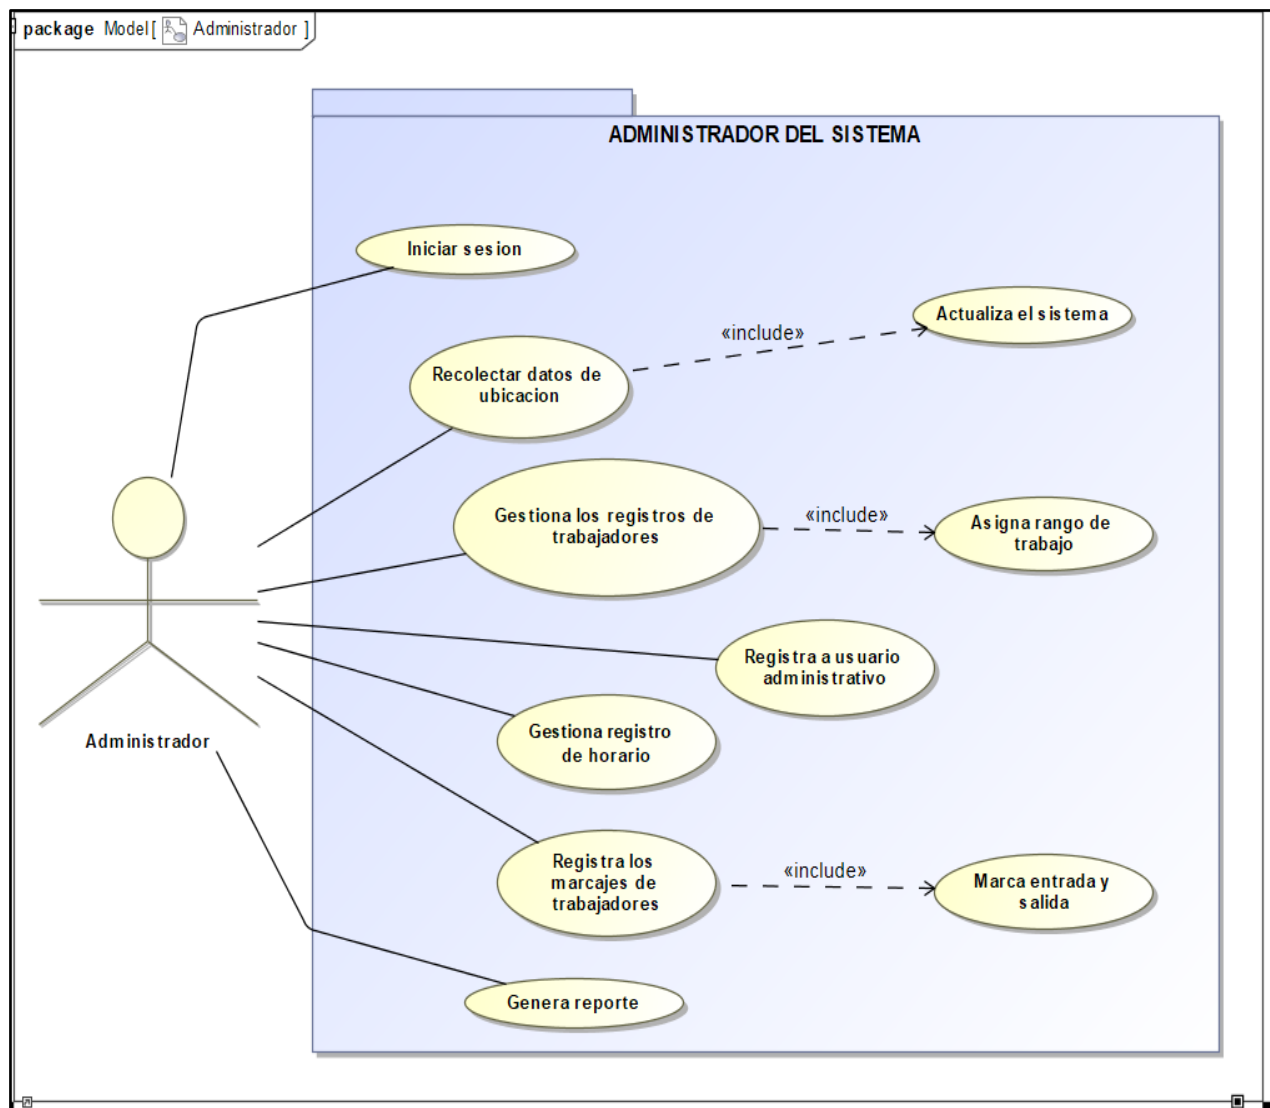 package Model [ Administrador ]
ADMINISTRADOR DEL SISTEMA
Iniciar sesion
Actualiza el sistema
«include»
Recolectar datos de
ubicacion
Gestiona los registros de
trabajadores
«include»
Asigna rango de
trabajo
Registra a usuario
administrativo
Gestiona registro
de horario
Administrador
Registra los
marcajes de
trabajadores
«include»
Marca entrada y
salida
Genera reporte